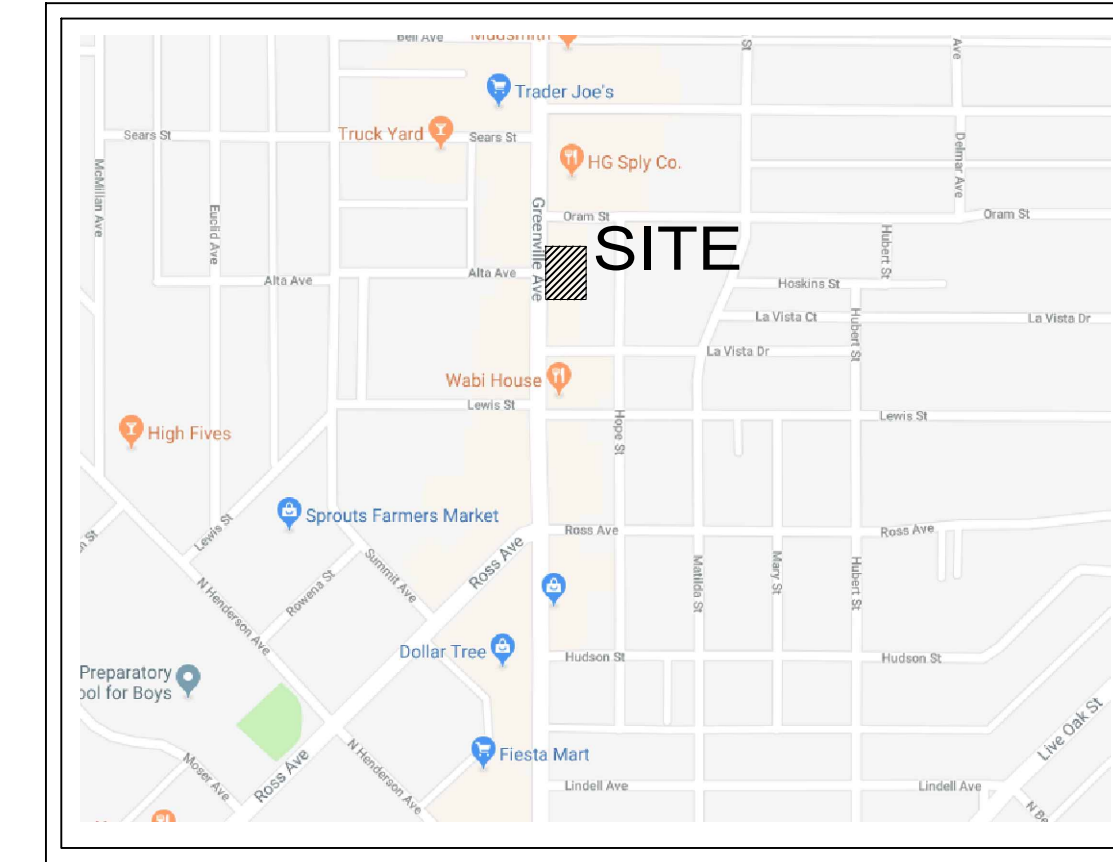 Bell Ave
Mudsmith
St
Ave
Trader Joe's
Sears St
Truck Yard
Sears St
HG Sply Co.
McMillan Ave
Delmar Ave
Euclid Ave
Greenville Ave
Oram St
Oram St
SITE
Hubert St
Alta Ave
Alta Ave
Hoskins St
La Vista Ct
Hubert St
La Vista Dr
La Vista Dr
Wabi House
Lewis St
Hope St
Lewis St
High Fives
Sprouts Farmers Market
Lewis St
St
Ross Ave
Ross Ave
Ross Ave
Summit Ave
Rowena St
N Henderson Ave
Matilda St
Mary St
Hubert St
Dollar Tree
Hudson St
Hudson St
Preparatory
ool for Boys
Live Oak St
Fiesta Mart
N Henderson Ave
Moser Ave
Ross Ave
Lindell Ave
Lindell Ave